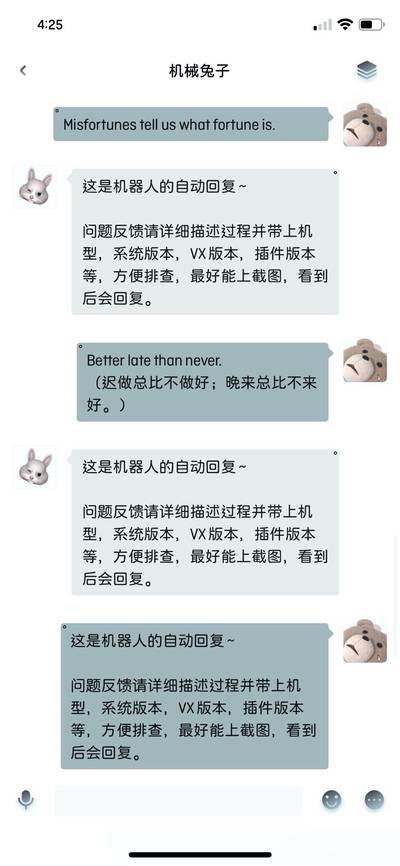 4:25
机械兔子
Misfortunes tell us what fortune is.
这是机器人的自动回复~
问题反馈请详细描述过程并带上机
型，系统版本，VX版本，插件版本
等，方便排查，最好能上截图，看到
后会回复。
Better late than never.
（迟做总比不做好；晚来总比不来
好。）
这是机器人的自动回复~
问题反馈请详细描述过程并带上机
型，系统版本，VX版本，插件版本
等，方便排查，最好能上截图，看到
后会回复。
这是机器人的自动回复~
问题反馈请详细描述过程并带上机
型，系统版本，VX版本，插件版本
等，方便排查，最好能上截图，看到
后会回复。